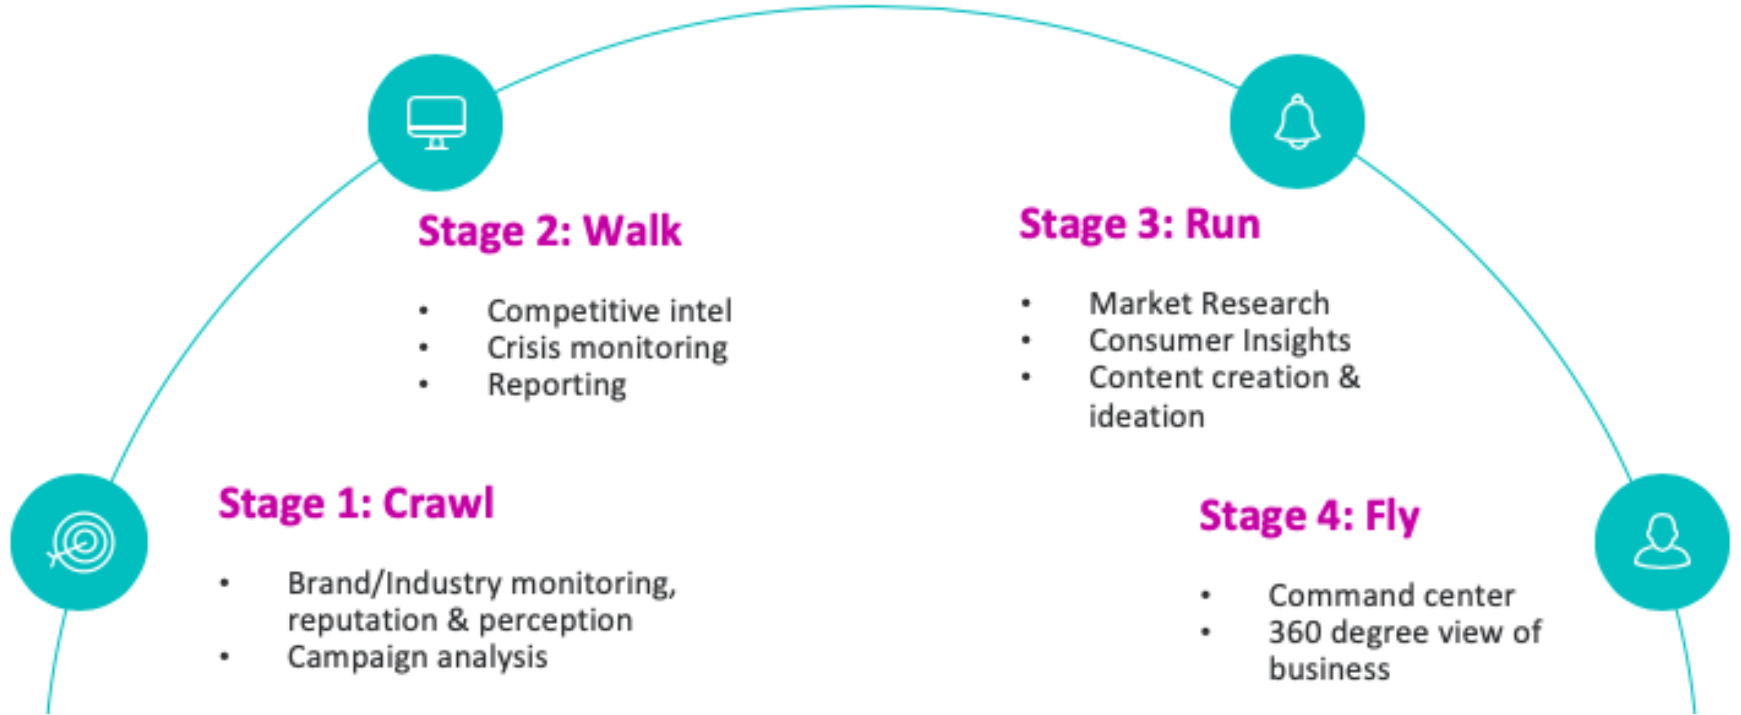 Stage 1: Crawl
• Brand/Industry monitoring,
reputation & perception
• Campaign analysis
Stage 2: Walk
• Competitive intel
• Crisis monitoring
• Reporting
Stage 3: Run
• Market Research
• Consumer Insights
• Content creation &
ideation
Stage 4: Fly
• Command center
• 360 degree view of
business